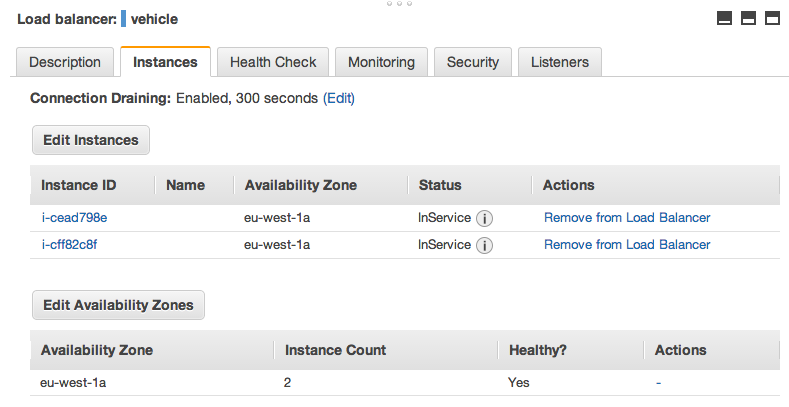 Load balancer: vehicle
Description Instances Health Check Monitoring Security Listeners
Connection Draining: Enabled, 300 seconds (Edit)
Edit Instances
Instance ID Name Availability Zone Status Actions
i-cead798e eu-west-1a InService i Remove from Load Balancer
i-cff82c8f eu-west-1a InService i Remove from Load Balancer
Edit Availability Zones
Availability Zone Instance Count Healthy? Actions
eu-west-1a 2 Yes -